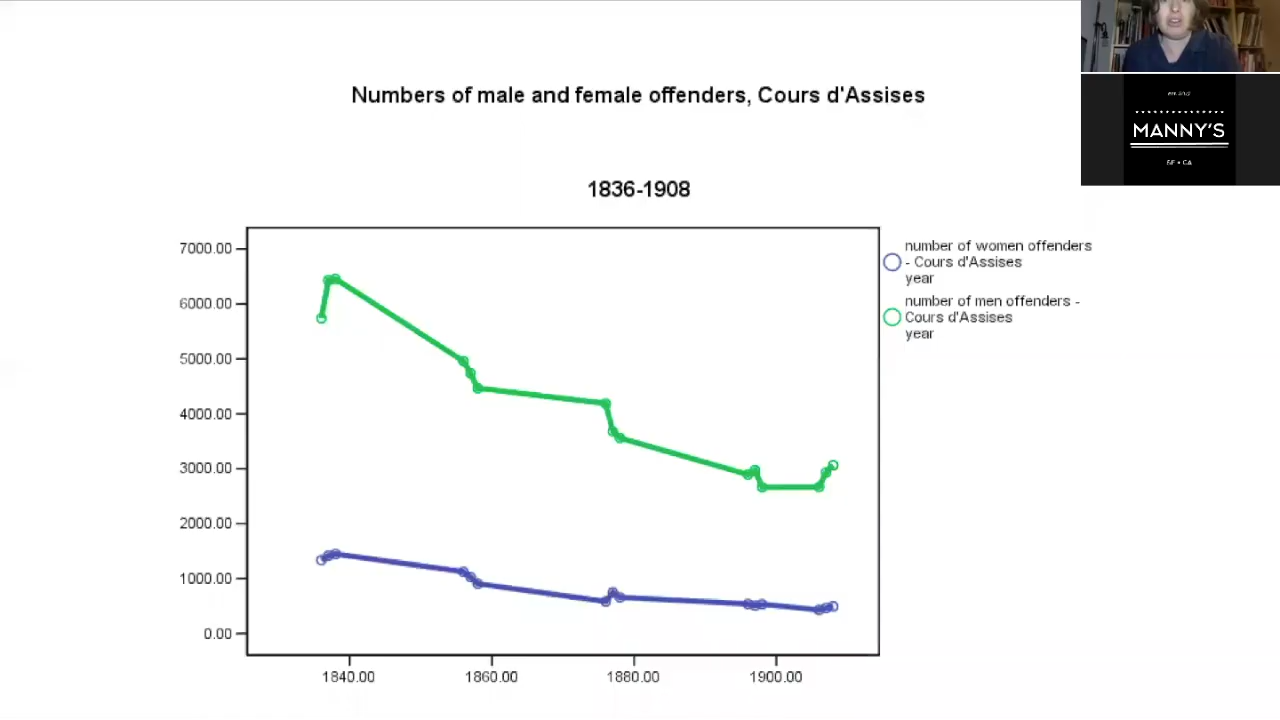 Numbers of male and female offenders, Cours d'Assises
1836-1908
7000.00
6000.00
5000.00
4000.00
3000.00
2000.00
1000.00
0.00
1840.00
1860.00
1880.00
1900.00
number of women offenders
- Cours d'Assises
year
number of men offenders -
Cours d'Assises
year
MANNY'S
SF • CA